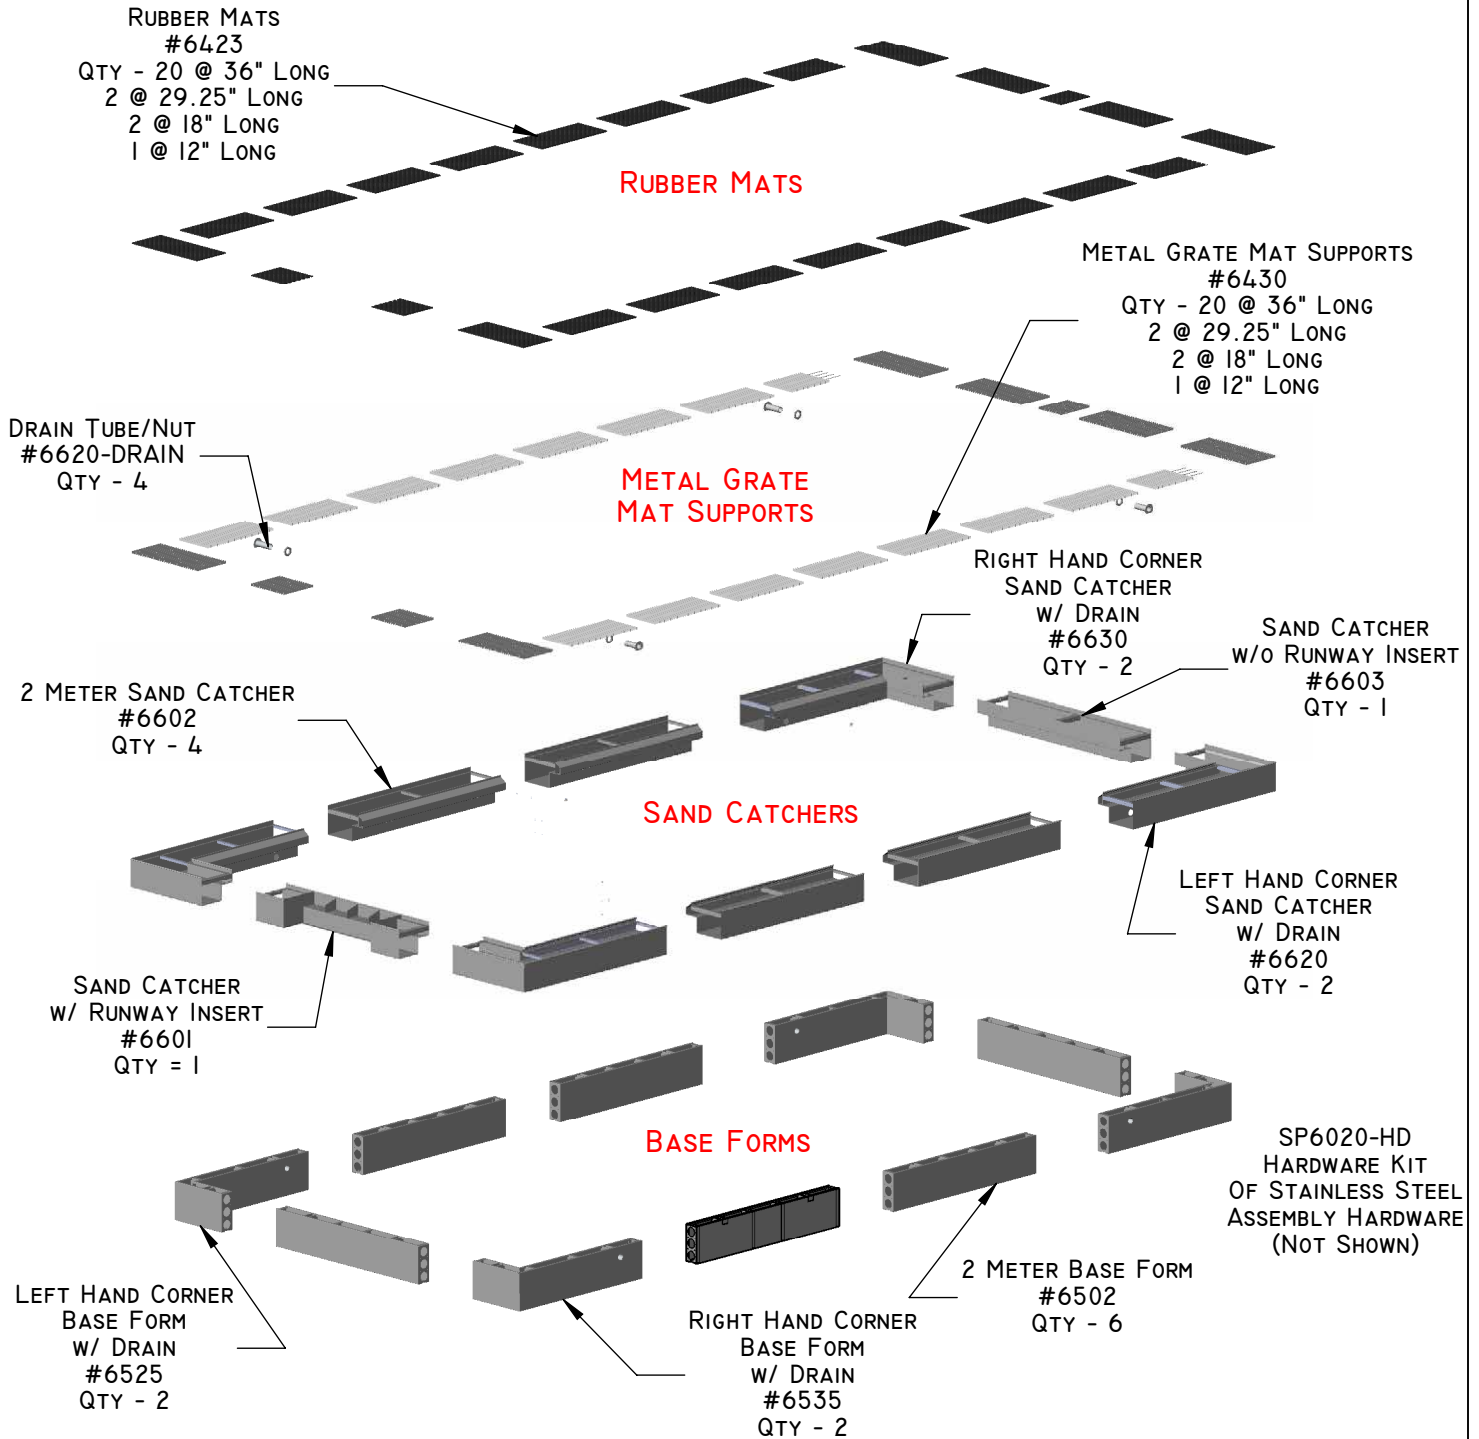 Rubber Mats
#6423
Qty - 20 @ 36" Long
2 @ 29.25" Long
2 @ 18" Long
1 @ 12" Long
Rubber Mats
Metal Grate Mat Supports
#6430
Qty - 20 @ 36" Long
2 @ 29.25" Long
2 @ 18" Long
1 @ 12" Long
Drain Tube/Nut
#6620-DRAIN
Qty - 4
Metal Grate
Mat Supports
Right Hand Corner
Sand Catcher
w/ Drain
#6630
Qty - 2
Sand Catcher
w/o Runway Insert
#6603
Qty - 1
2 Meter Sand Catcher
#6602
Qty - 4
Sand Catchers
Left Hand Corner
Sand Catcher
w/ Drain
#6620
Qty - 2
Sand Catcher
w/ Runway Insert
#6601
Qty = 1
Base Forms
SP6020-HD
Hardware Kit
of Stainless Steel
Assembly Hardware
(Not Shown)
2 Meter Base Form
#6502
Qty - 6
Left Hand Corner
Base Form
w/ Drain
#6525
Qty - 2
Right Hand Corner
Base Form
w/ Drain
#6535
Qty - 2